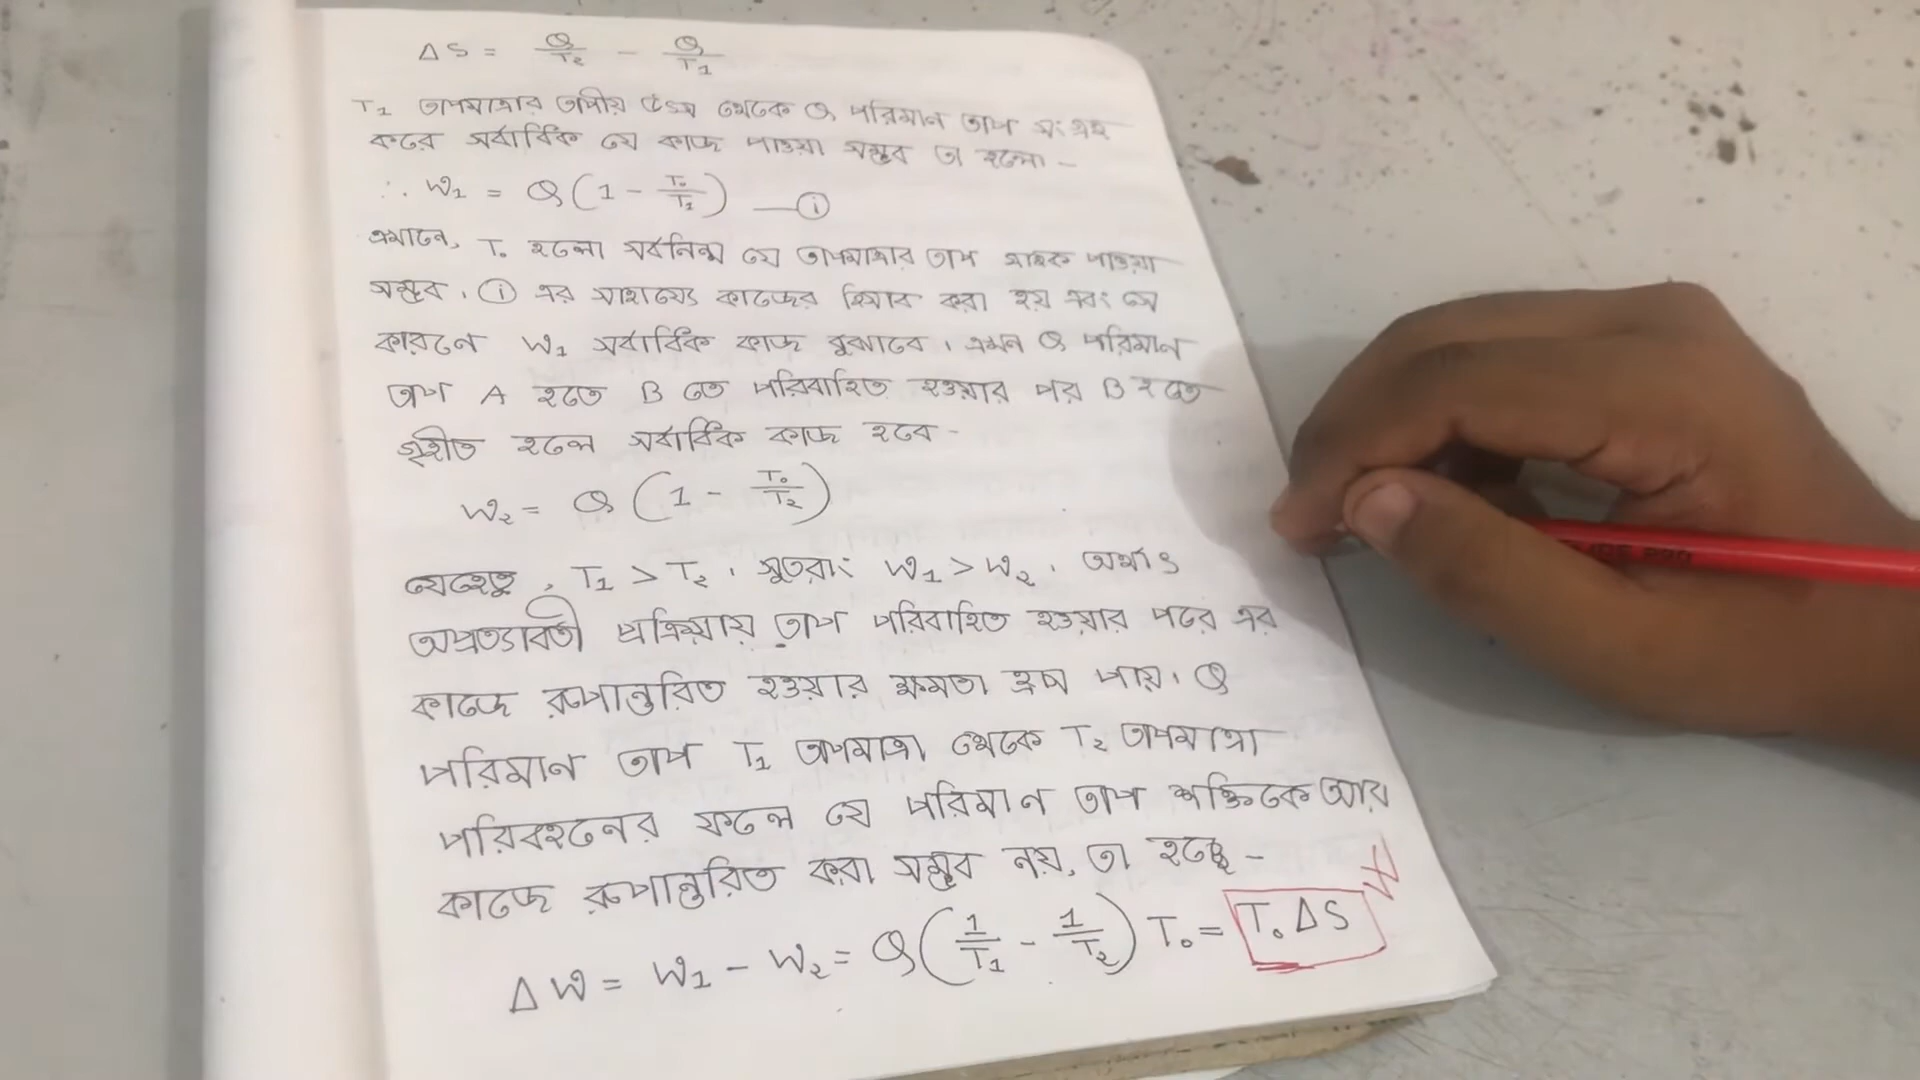 ΔS = Q/T₂ − Q/T₁
T₁ তাপমাত্রার তাপীয় উৎস থেকে Q পরিমান তাপ সংগ্রহ
করে সর্বাধিক যে কাজ পাওয়া সম্ভব তা হলো -
∴ W₁ = Q(1 − T₀/T₁) —(i)
এখানে, T₀ হলো সর্বনিম্ন যে তাপমাত্রার তাপ গ্রাহক পাওয়া
সম্ভব। (i) এর সাহায্যে কাজের হিসাব করা হয় এবং সে
কারনে W₁ সর্বাধিক কাজ বুঝাবে। এমন Q পরিমান
তাপ A হতে B তে পরিবাহিত হওয়ার পর B হতে
গৃহীত হলে সর্বাধিক কাজ হবে -
W₂ = Q(1 − T₀/T₂)
যেহেতু, T₁ > T₂, সুতরাং W₁ > W₂. অর্থাৎ
অপ্রত্যাবর্তী প্রক্রিয়ায় তাপ পরিবাহিত হওয়ার পরে এর
কাজে রুপান্তরিত হওয়ার ক্ষমতা হ্রাস পায়। Q
পরিমান তাপ T₁ তাপমাত্রা থেকে T₂ তাপমাত্রা
পরিবহনের ফলে যে পরিমান তাপ শক্তিকে আর
কাজে রুপান্তরিত করা সম্ভব নয়, তা হচ্ছে -
ΔW = W₁ − W₂ = Q(1/T₁ − 1/T₂) T₀ = T₀ ΔS